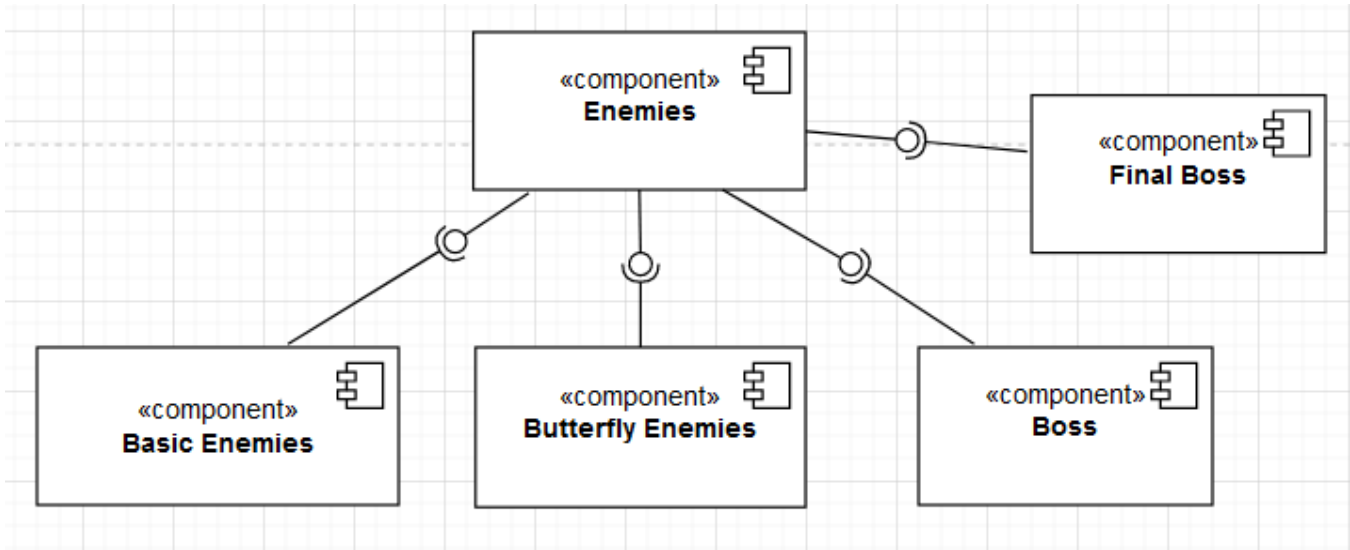 «component»
Enemies
«component»
Final Boss
«component»
Basic Enemies
«component»
Butterfly Enemies
«component»
Boss